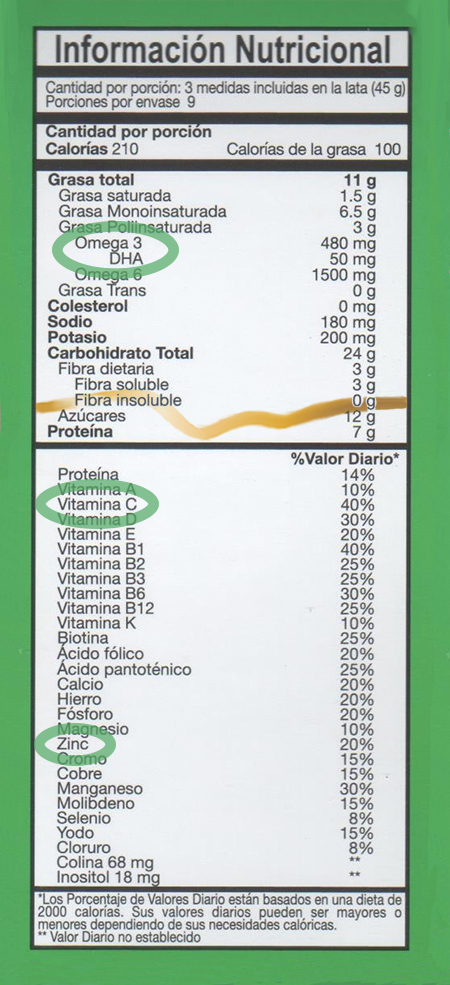 Información Nutricional
Cantidad por porción: 3 medidas incluidas en la lata (45 g)
Porciones por envase 9
Cantidad por porción
Calorías 210 Calorías de la grasa 100
Grasa total 11 g
Grasa saturada 1.5 g
Grasa Monoinsaturada 6.5 g
Grasa Poliinsaturada 3 g
Omega 3 480 mg
DHA 50 mg
Omega 6 1500 mg
Grasa Trans 0 g
Colesterol 0 mg
Sodio 180 mg
Potasio 200 mg
Carbohidrato Total 24 g
Fibra dietaria 3 g
Fibra soluble 3 g
Fibra insoluble 0 g
Azúcares 12 g
Proteína 7 g
%Valor Diario*
Proteína 14%
Vitamina A 10%
Vitamina C 40%
Vitamina D 30%
Vitamina E 20%
Vitamina B1 40%
Vitamina B2 25%
Vitamina B3 25%
Vitamina B6 30%
Vitamina B12 25%
Vitamina K 10%
Biotina 25%
Ácido fólico 20%
Ácido pantoténico 25%
Calcio 20%
Hierro 20%
Fósforo 20%
Magnesio 10%
Zinc 20%
Cromo 15%
Cobre 15%
Manganeso 30%
Molibdeno 15%
Selenio 8%
Yodo 15%
Cloruro 8%
Colina 68 mg **
Inositol 18 mg **
*Los Porcentaje de Valores Diario están basados en una dieta de
2000 calorías. Sus valores diarios pueden ser mayores o
menores dependiendo de sus necesidades calóricas.
** Valor Diario no establecido